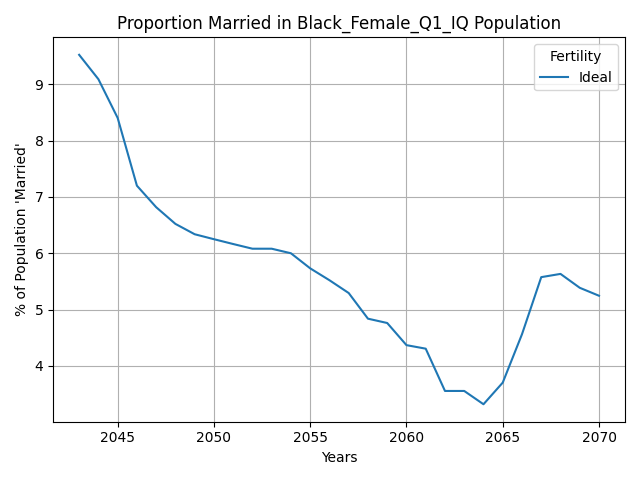 Proportion Married in Black_Female_Q1_IQ Population
% of Population 'Married'
9
8
7
6
5
4
Fertility
Ideal
2045 2050 2055 2060 2065 2070
Years